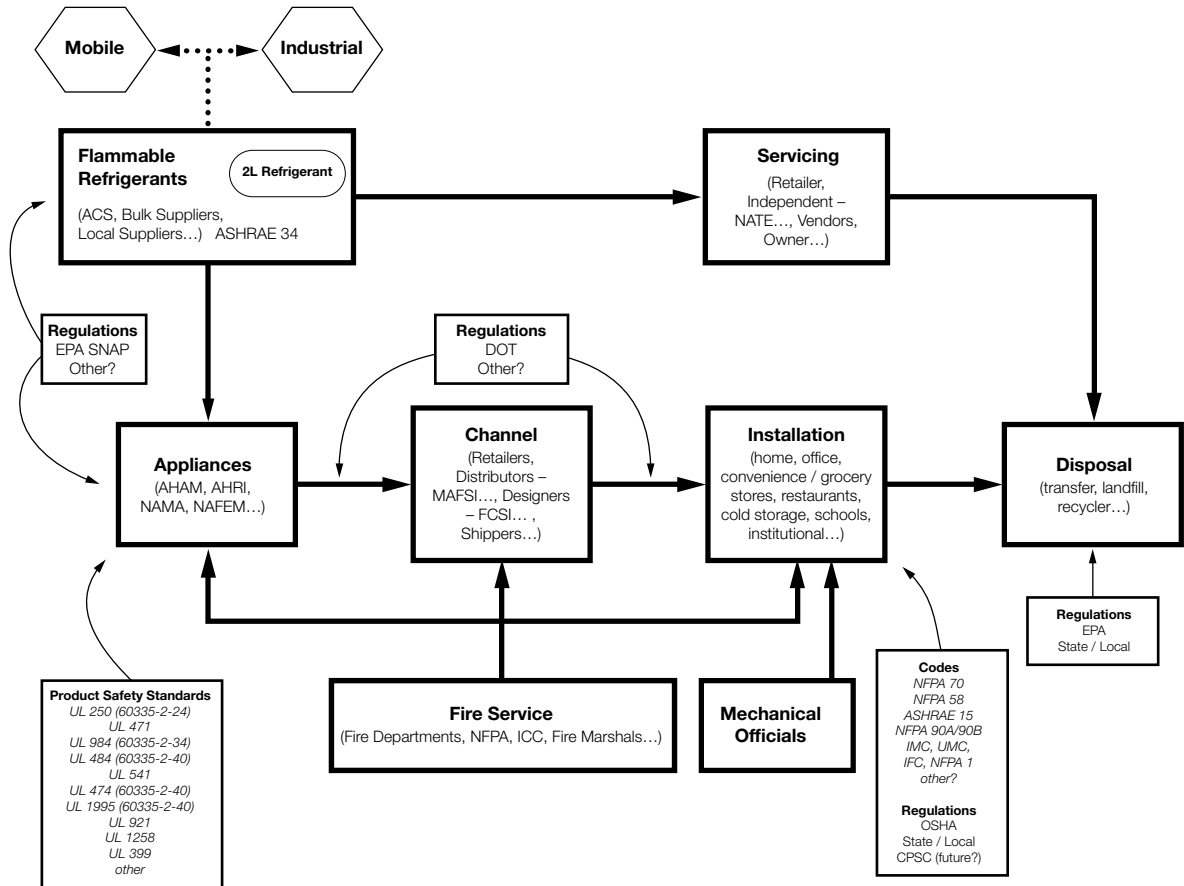 Mobile
Industrial
Flammable
Refrigerants
2L Refrigerant
(ACS, Bulk Suppliers,
Local Suppliers…) ASHRAE 34
Servicing
(Retailer,
Independent –
NATE…, Vendors,
Owner…)
Regulations
EPA SNAP
Other?
Regulations
DOT
Other?
Appliances
(AHAM, AHRI,
NAMA, NAFEM…)
Channel
(Retailers,
Distributors –
MAFSI…, Designers
– FCSI… ,
Shippers…)
Installation
(home, office,
convenience / grocery
stores, restaurants,
cold storage, schools,
institutional…)
Disposal
(transfer, landfill,
recycler…)
Regulations
EPA
State / Local
Product Safety Standards
UL 250 (60335-2-24)
UL 471
UL 984 (60335-2-34)
UL 484 (60335-2-40)
UL 541
UL 474 (60335-2-40)
UL 1995 (60335-2-40)
UL 921
UL 1258
UL 399
other
Fire Service
(Fire Departments, NFPA, ICC, Fire Marshals…)
Mechanical
Officials
Codes
NFPA 70
NFPA 58
ASHRAE 15
NFPA 90A/90B
IMC, UMC,
IFC, NFPA 1
other?
Regulations
OSHA
State / Local
CPSC (future?)